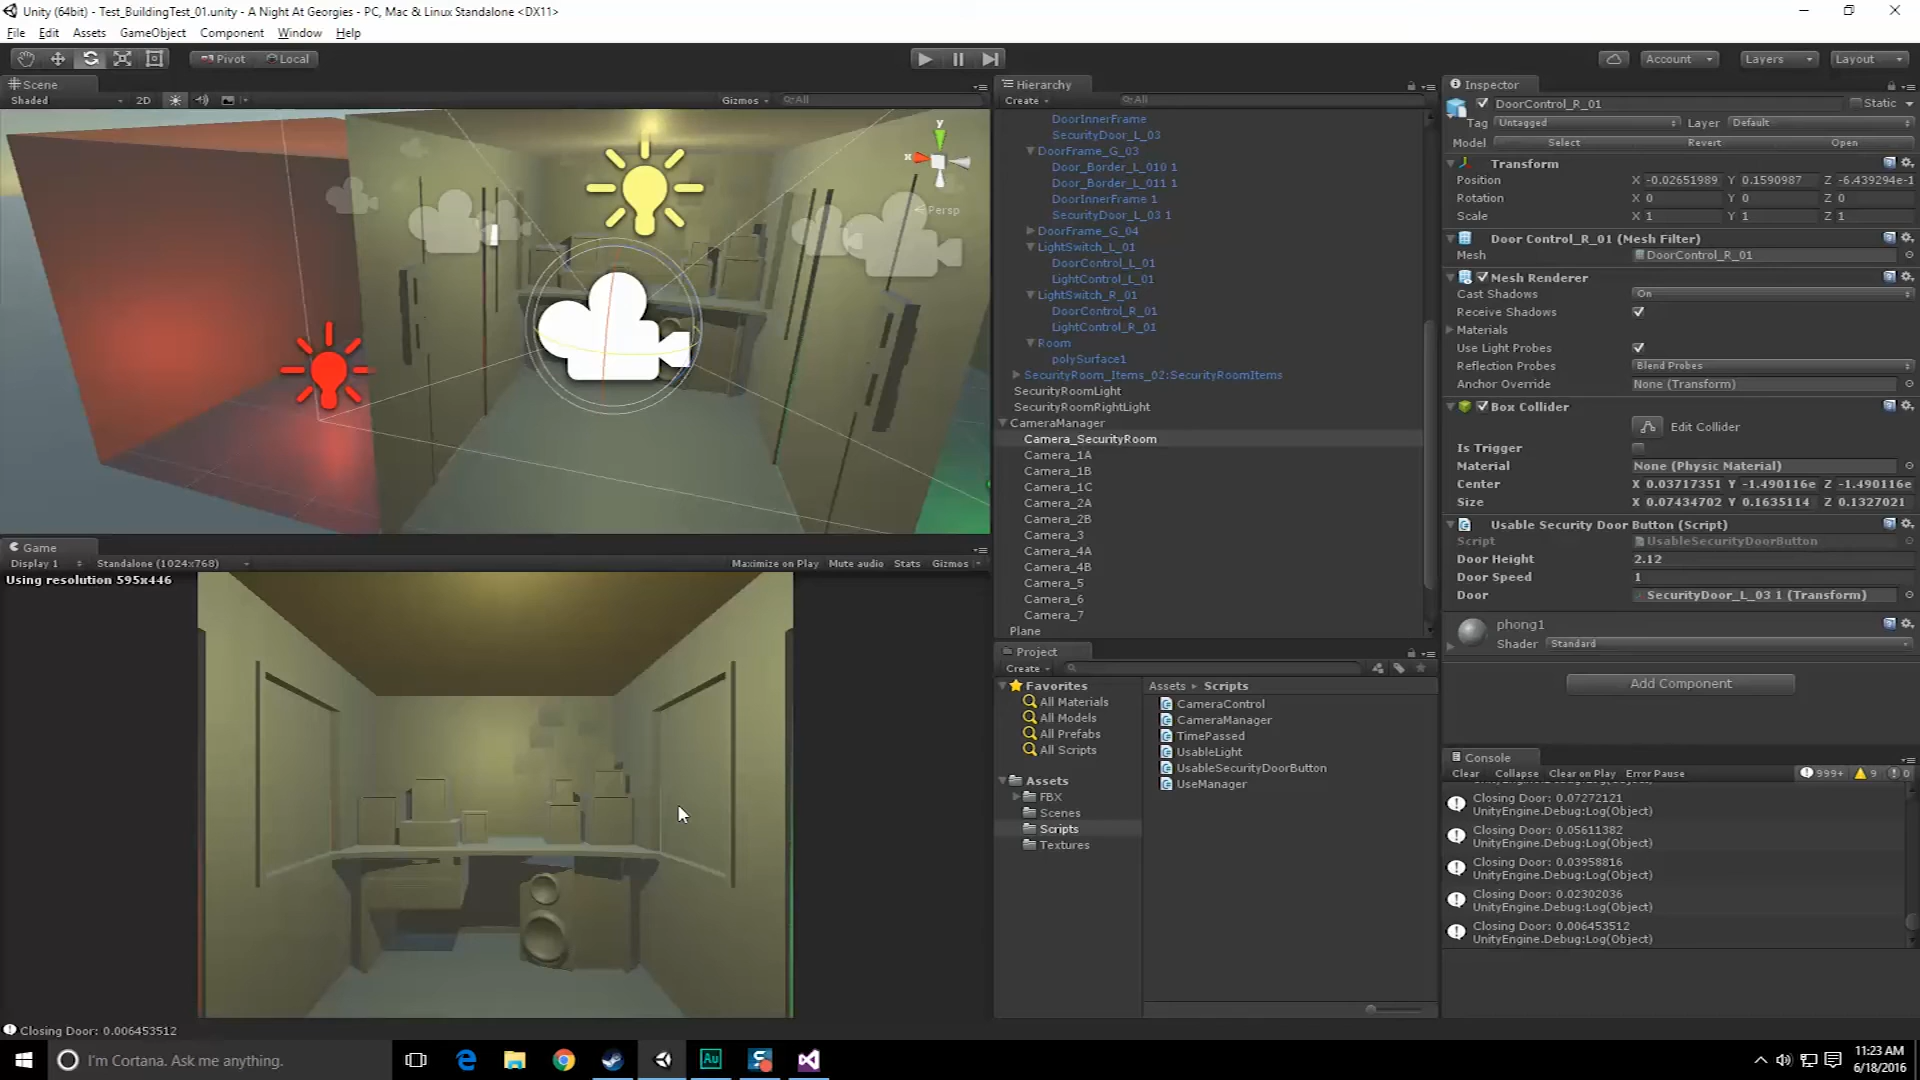 Unity (64bit) - Test_BuildingTest_01.unity - A Night At Georgies - PC, Mac & Linux Standalone <DX11>
File Edit Assets GameObject Component Window Help
Pivot Local Account Layers Layout
Scene
Shaded 2D Gizmos All
y
x
Persp
Game
Display 1 Standalone (1024x768) Maximize on Play Mute audio Stats Gizmos
Using resolution 595x446
Closing Door: 0.006453512
Hierarchy
Create All
DoorInnerFrame
SecurityDoor_L_03
DoorFrame_G_03
Door_Border_L_010 1
Door_Border_L_011 1
DoorInnerFrame 1
SecurityDoor_L_03 1
DoorFrame_G_04
LightSwitch_L_01
DoorControl_L_01
LightControl_L_01
LightSwitch_R_01
DoorControl_R_01
LightControl_R_01
Room
polySurface1
SecurityRoom_Items_02:SecurityRoomItems
SecurityRoomLight
SecurityRoomRightLight
CameraManager
Camera_SecurityRoom
Camera_1A
Camera_1B
Camera_1C
Camera_2A
Camera_2B
Camera_3
Camera_4A
Camera_4B
Camera_5
Camera_6
Camera_7
Plane
Project
Create
Favorites
All Materials
All Models
All Prefabs
All Scripts
Assets
FBX
Scenes
Scripts
Textures
Assets Scripts
CameraControl
CameraManager
TimePassed
UsableLight
UsableSecurityDoorButton
UseManager
Inspector
DoorControl_R_01 Static
Tag Untagged Layer Default
Model Select Revert Open
Transform
Position X -0.02651989 Y 0.1590987 Z -6.439294e-1
Rotation X 0 Y 0 Z 0
Scale X 1 Y 1 Z 1
Door Control_R_01 (Mesh Filter)
Mesh DoorControl_R_01
Mesh Renderer
Cast Shadows On
Receive Shadows
Materials
Use Light Probes
Reflection Probes Blend Probes
Anchor Override None (Transform)
Box Collider
Edit Collider
Is Trigger
Material None (Physic Material)
Center X 0.03717351 Y -1.490116e Z -1.490116e
Size X 0.07434702 Y 0.1635114 Z 0.1327021
Usable Security Door Button (Script)
Script UsableSecurityDoorButton
Door Height 2.12
Door Speed 1
Door SecurityDoor_L_03 1 (Transform)
phong1
Shader Standard
Add Component
Console
Clear Collapse Clear on Play Error Pause 999+ 9 0
UnityEngine.Debug:Log(Object)
Closing Door: 0.07272121
UnityEngine.Debug:Log(Object)
Closing Door: 0.05611382
UnityEngine.Debug:Log(Object)
Closing Door: 0.03958816
UnityEngine.Debug:Log(Object)
Closing Door: 0.02302036
UnityEngine.Debug:Log(Object)
Closing Door: 0.006453512
UnityEngine.Debug:Log(Object)
I'm Cortana. Ask me anything.
Au
11:23 AM
6/18/2016